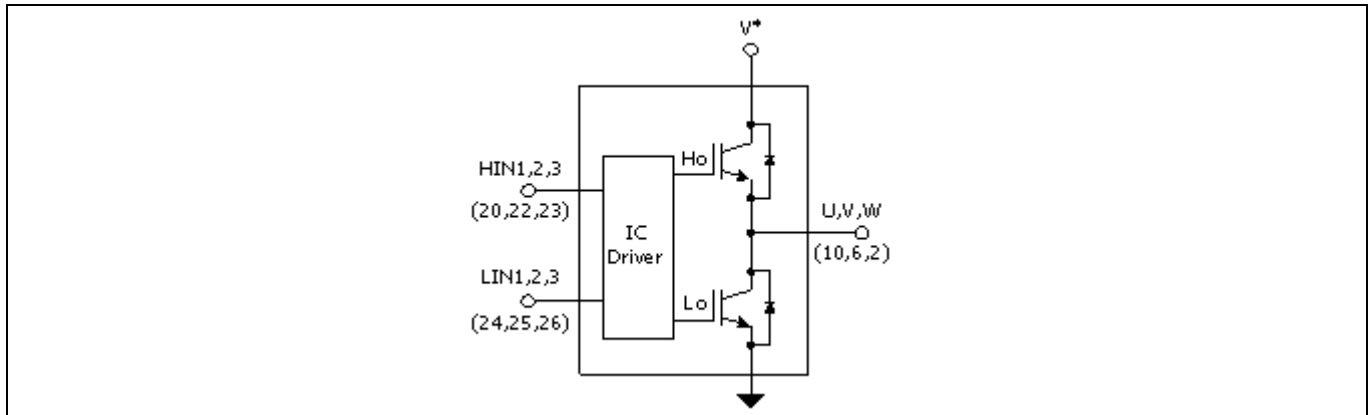 V+
HIN1,2,3
(20,22,23)
Ho
U,V,W
(10,6,2)
IC
Driver
LIN1,2,3
(24,25,26)
Lo